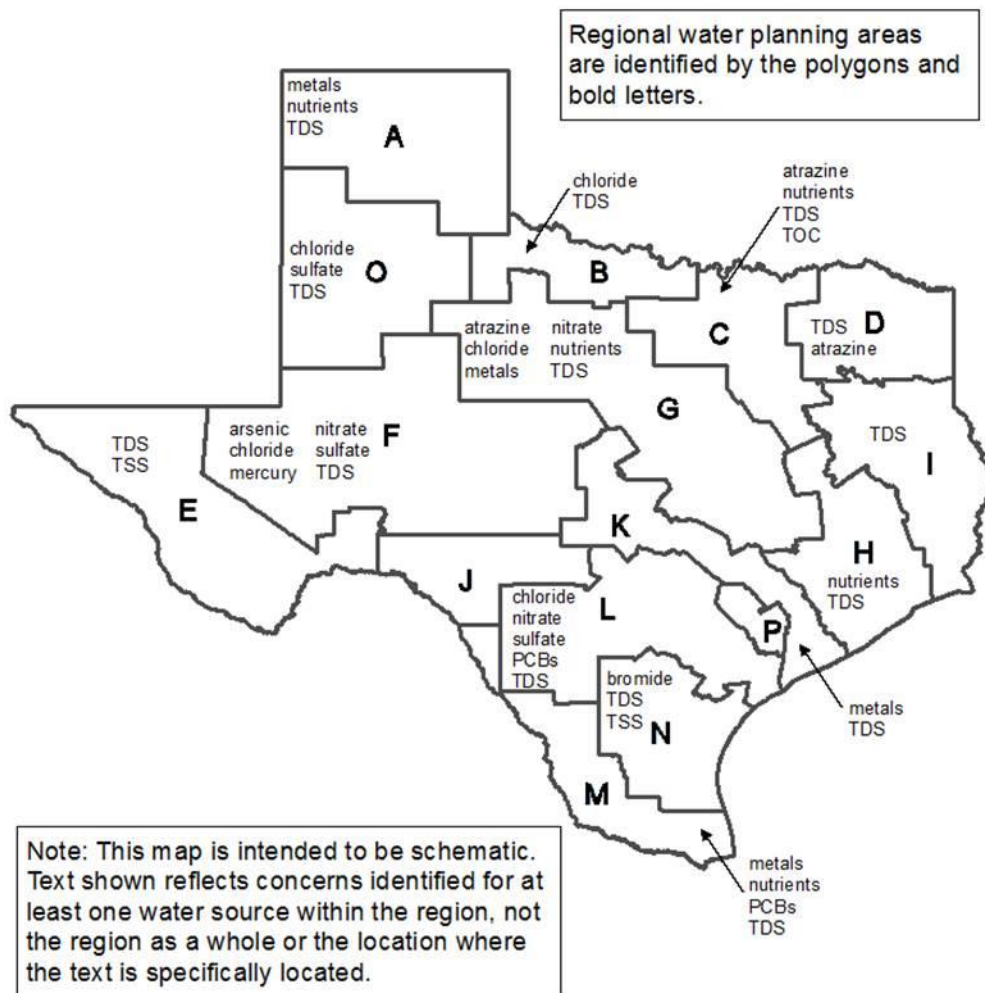 Regional water planning areas
are identified by the polygons and
bold letters.
metals
nutrients
TDS
A
chloride
TDS
atrazine
nutrients
TDS
TOC
chloride
sulfate
TDS
O
B
atrazine
chloride
metals
nitrate
nutrients
TDS
C
TDS
atrazine
D
G
TDS
TSS
E
arsenic
chloride
mercury
nitrate
sulfate
TDS
F
TDS
I
K
H
nutrients
TDS
J
chloride
nitrate
sulfate
PCBs
TDS
L
P
bromide
TDS
TSS
N
metals
TDS
M
metals
nutrients
PCBs
TDS
Note: This map is intended to be schematic.
Text shown reflects concerns identified for at
least one water source within the region, not
the region as a whole or the location where
the text is specifically located.